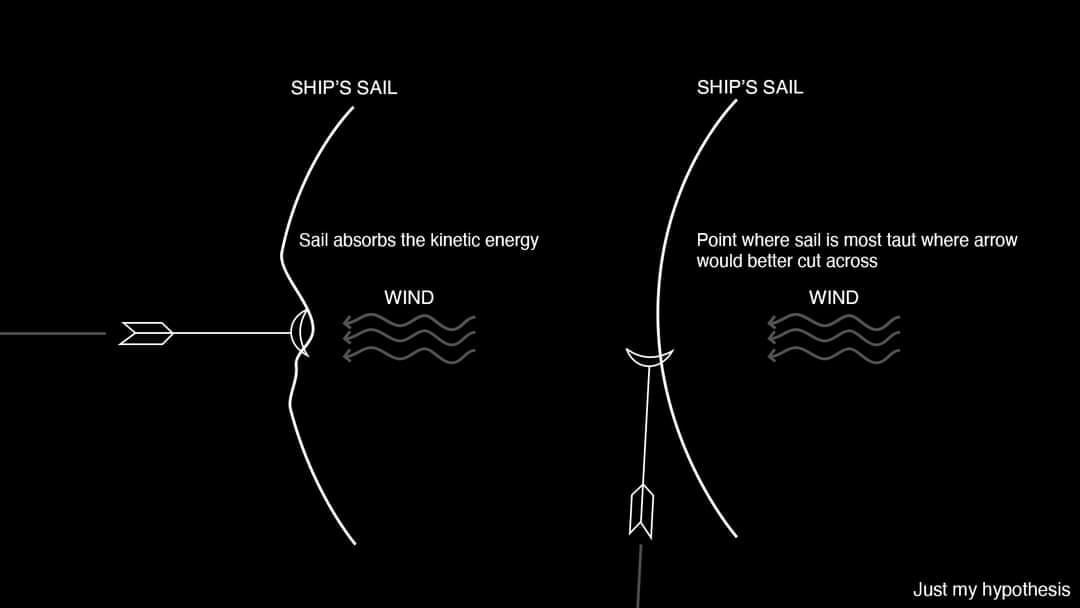 SHIP'S SAIL
Sail absorbs the kinetic energy
WIND
SHIP'S SAIL
Point where sail is most taut where arrow
would better cut across
WIND
Just my hypothesis